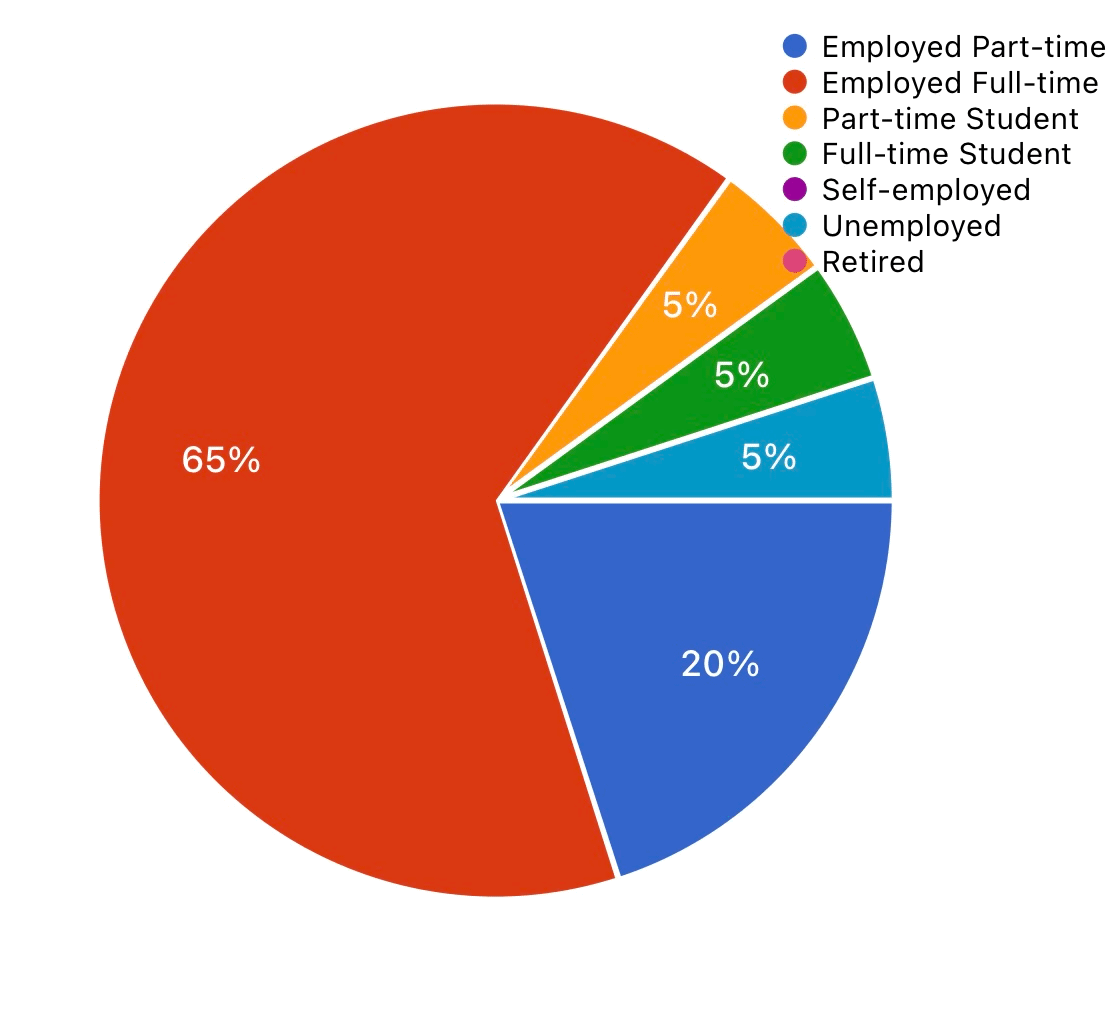 Employed Part-time
Employed Full-time
Part-time Student
Full-time Student
Self-employed
Unemployed
Retired
5%
5%
65%
5%
20%